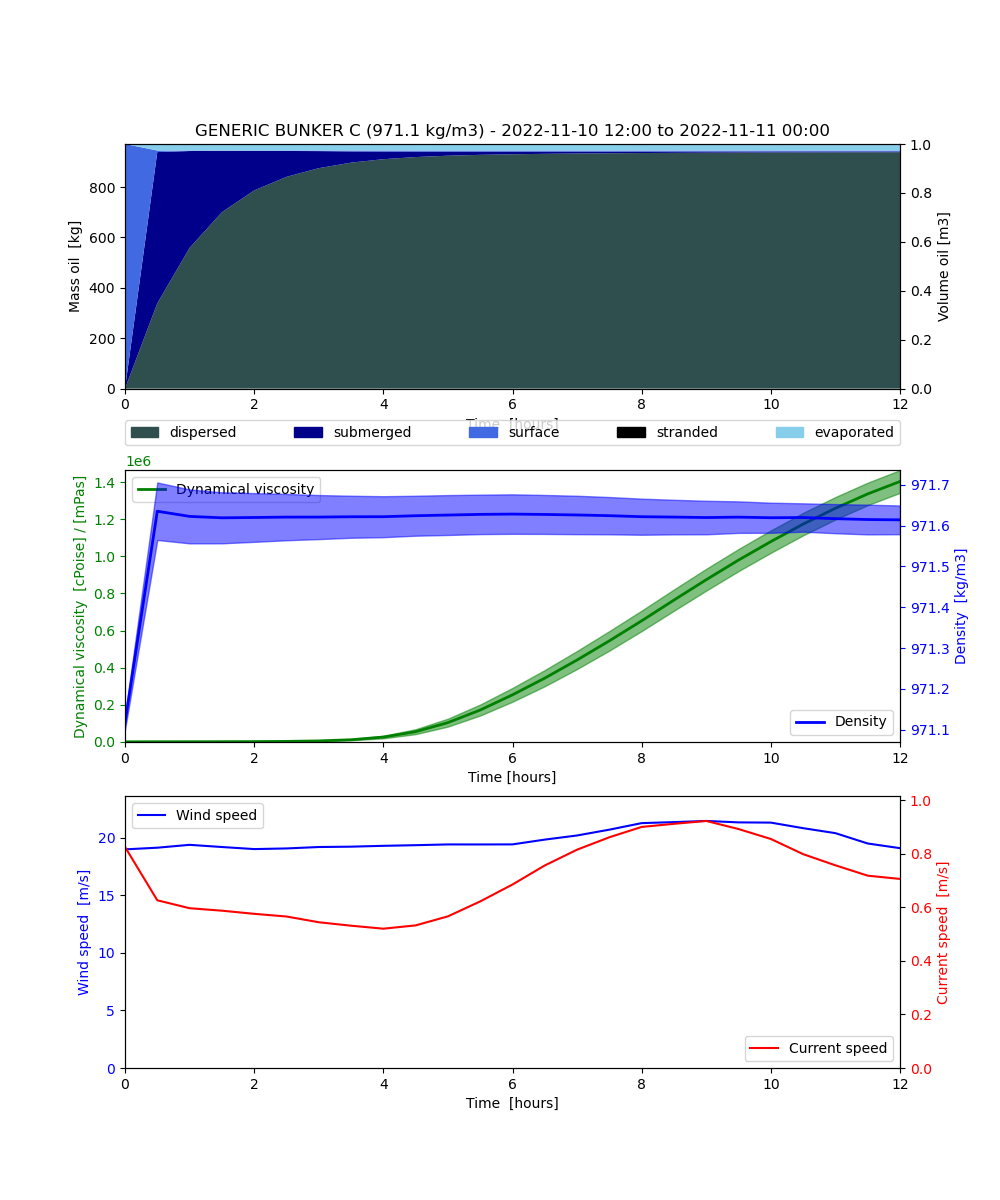 GENERIC BUNKER C (971.1 kg/m3) - 2022-11-10 12:00 to 2022-11-11 00:00
Mass oil [kg]
800
600
400
200
0
1.0
0.8
0.6
0.4
0.2
0.0
Volume oil [m3]
0 2 4 6 8 10 12
Time [hours]
dispersed submerged surface stranded evaporated
1e6
Dynamical viscosity [cPoise] / [mPas]
1.4
1.2
1.0
0.8
0.6
0.4
0.2
0.0
Dynamical viscosity
971.7
971.6
971.5
971.4
971.3
971.2
971.1
Density [kg/m3]
Density
0 2 4 6 8 10 12
Time [hours]
Wind speed [m/s]
20
15
10
5
0
Wind speed
1.0
0.8
0.6
0.4
0.2
0.0
Current speed [m/s]
Current speed
0 2 4 6 8 10 12
Time [hours]